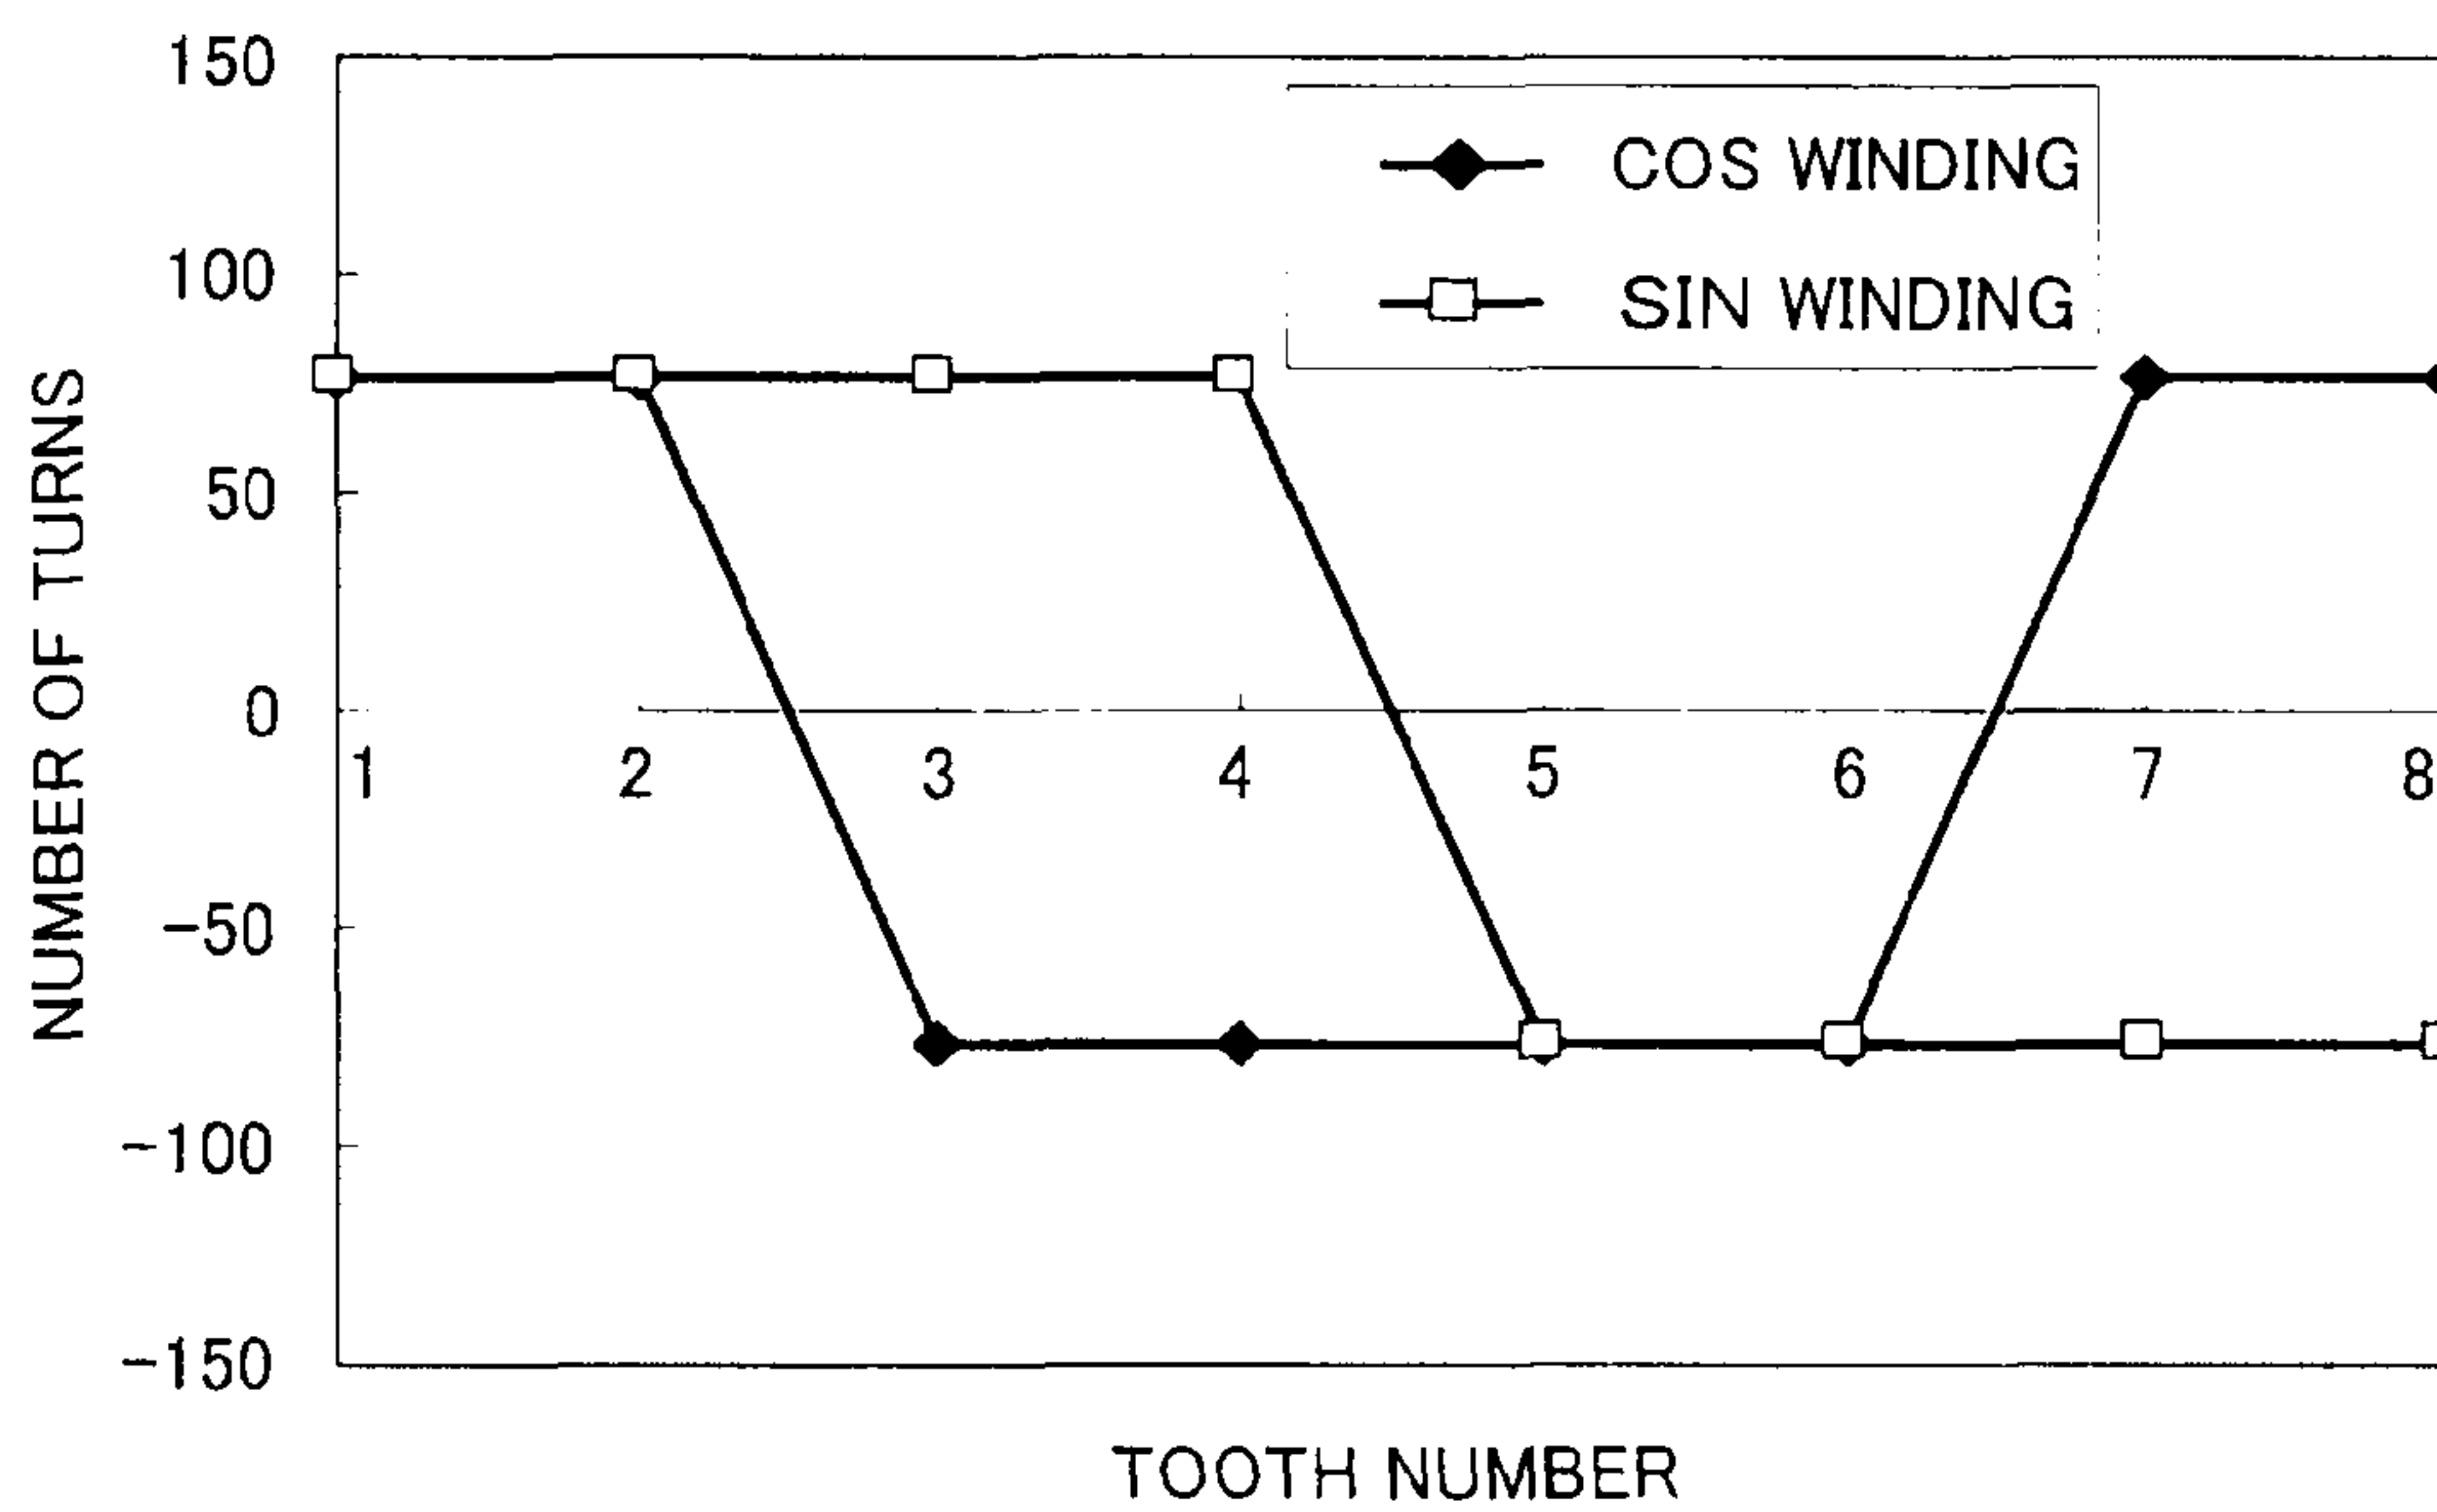 150
100
50
0
-50
-100
-150
NUMBER OF TURNS
COS WINDING
SIN WINDING
1 2 3 4 5 6 7 8
TOOTH NUMBER